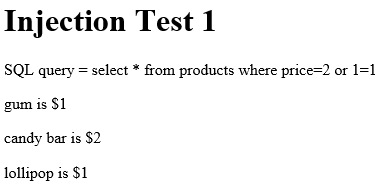 Injection Test 1
SQL query = select * from products where price=2 or 1=1
gum is $1
candy bar is $2
lollipop is $1